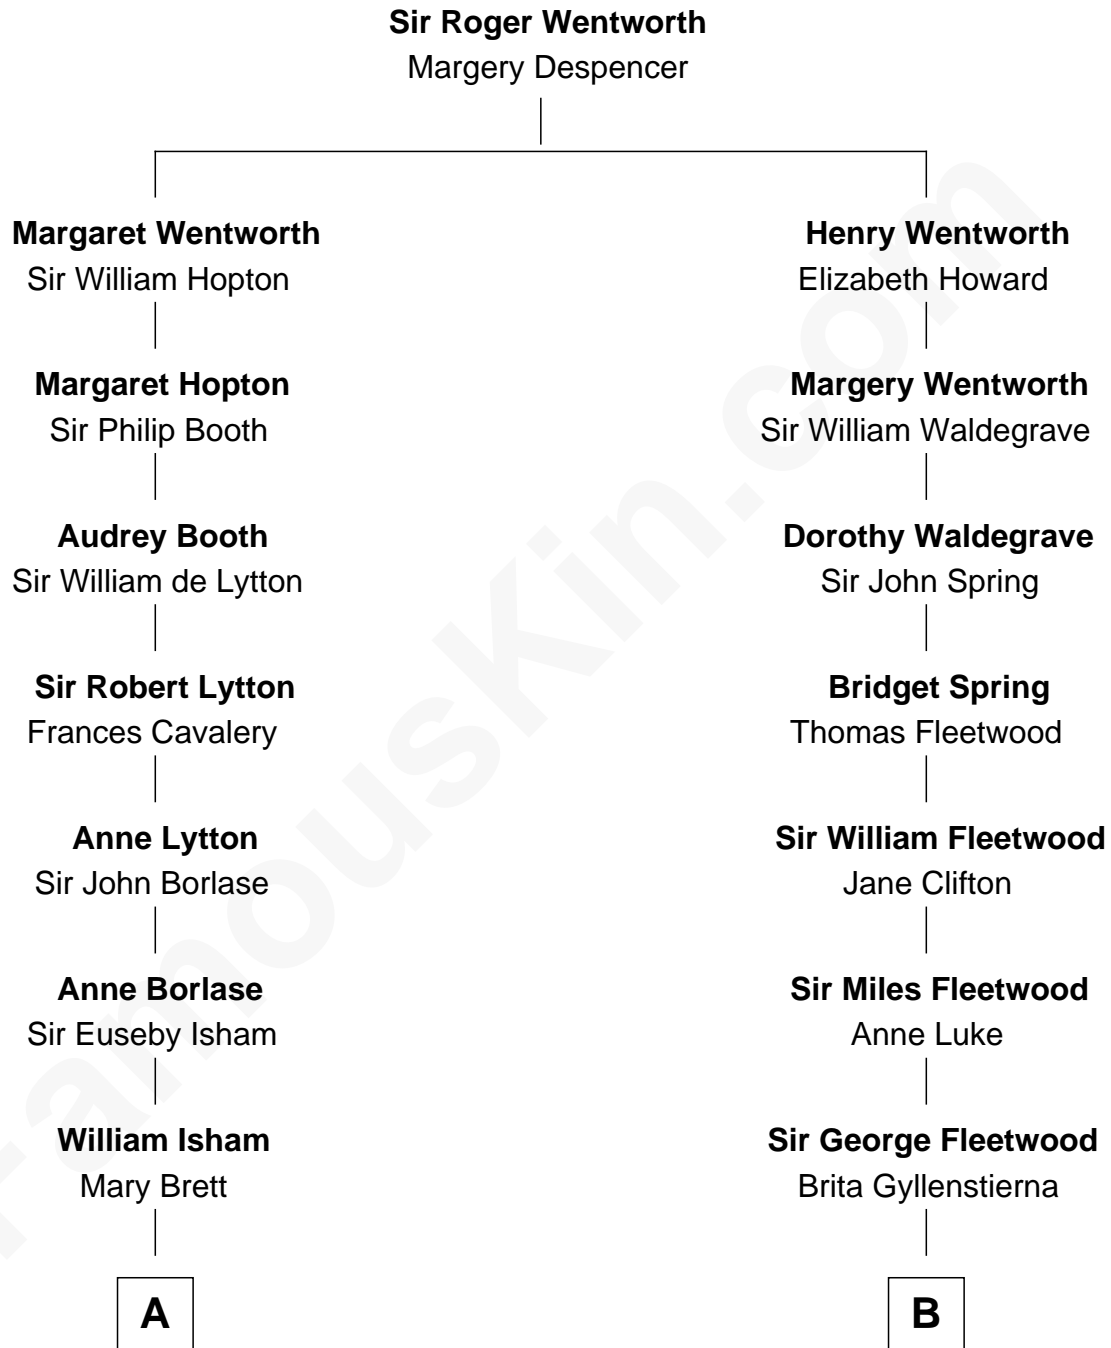 Sir Roger Wentworth
Margery Despencer
Margaret Wentworth
Sir William Hopton
Henry Wentworth
Elizabeth Howard
Margaret Hopton
Sir Philip Booth
Margery Wentworth
Sir William Waldegrave
Audrey Booth
Sir William de Lytton
Dorothy Waldegrave
Sir John Spring
Sir Robert Lytton
Frances Cavalery
Bridget Spring
Thomas Fleetwood
Anne Lytton
Sir John Borlase
Sir William Fleetwood
Jane Clifton
Anne Borlase
Sir Euseby Isham
Sir Miles Fleetwood
Anne Luke
William Isham
Mary Brett
Sir George Fleetwood
Brita Gyllenstierna
A
B
FamousKin.com